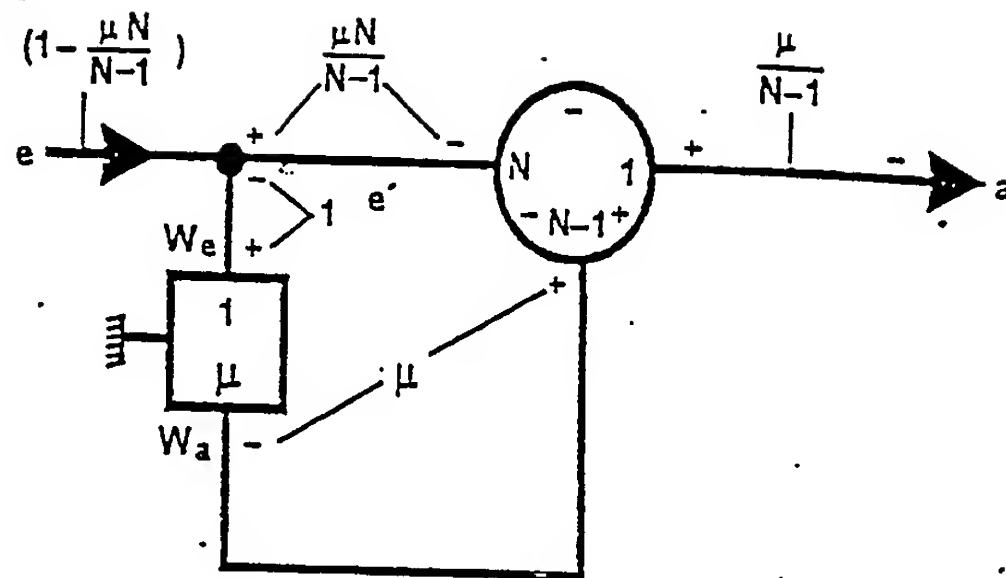 (1- μN/N-1 )
μN/N-1
μ/N-1
+ -
+ -
e
-
N 1
a
- 1
e´
- N-1 +
We +
+
1
μ
μ
Wa -